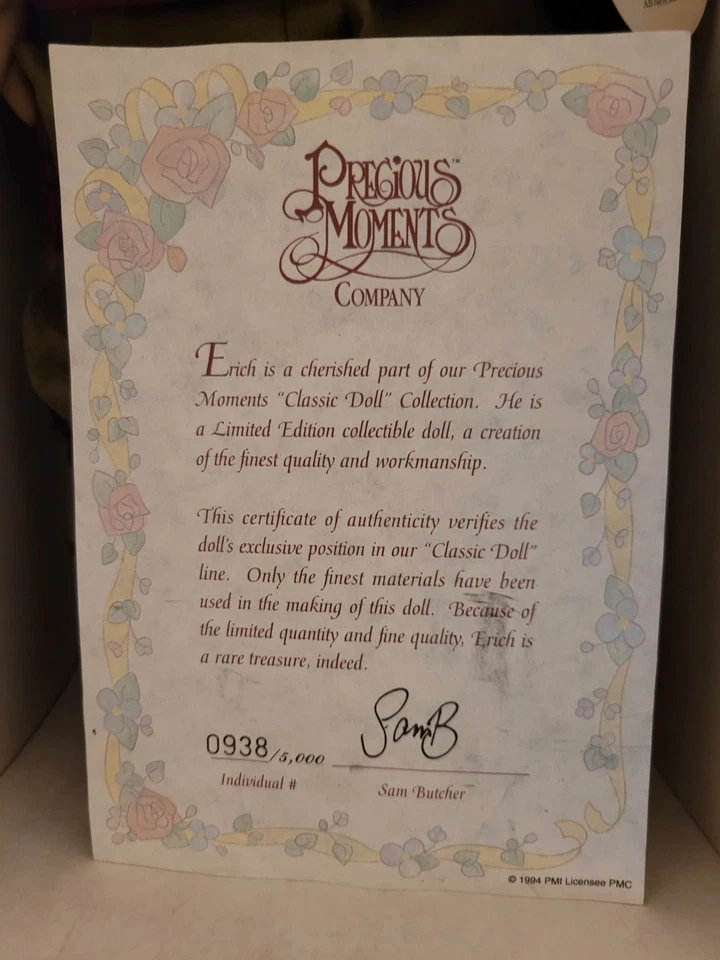 PRECIOUS™
MOMENTS
COMPANY
Erich is a cherished part of our Precious
Moments "Classic Doll" Collection. He is
a Limited Edition collectible doll, a creation
of the finest quality and workmanship.
This certificate of authenticity verifies the
doll's exclusive position in our "Classic Doll"
line. Only the finest materials have been
used in the making of this doll. Because of
the limited quantity and fine quality, Erich is
a rare treasure, indeed.
0938/5,000 SamB
Individual # Sam Butcher
© 1994 PMI Licensee PMC